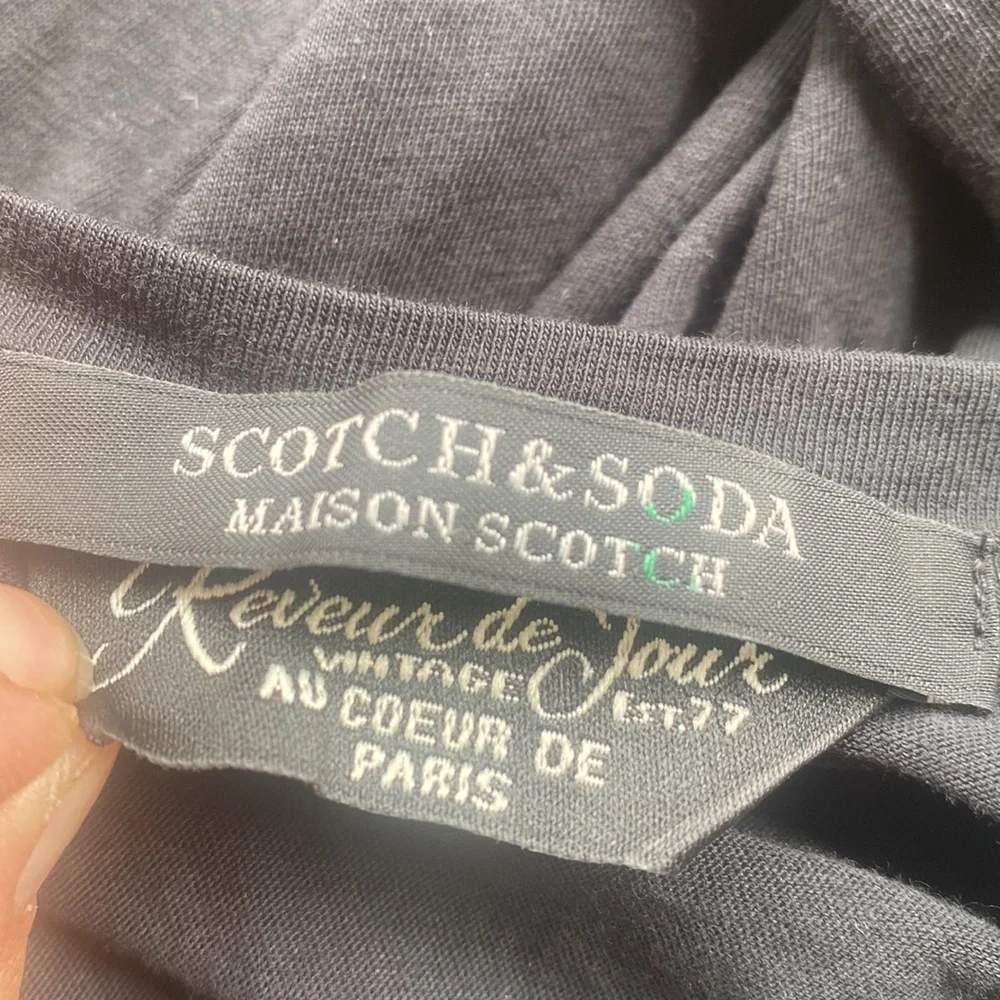 SCOTCH & SODA
MAISON SCOTCH
Reveur de Jour
VINTAGE EST.77
AU COEUR DE
PARIS